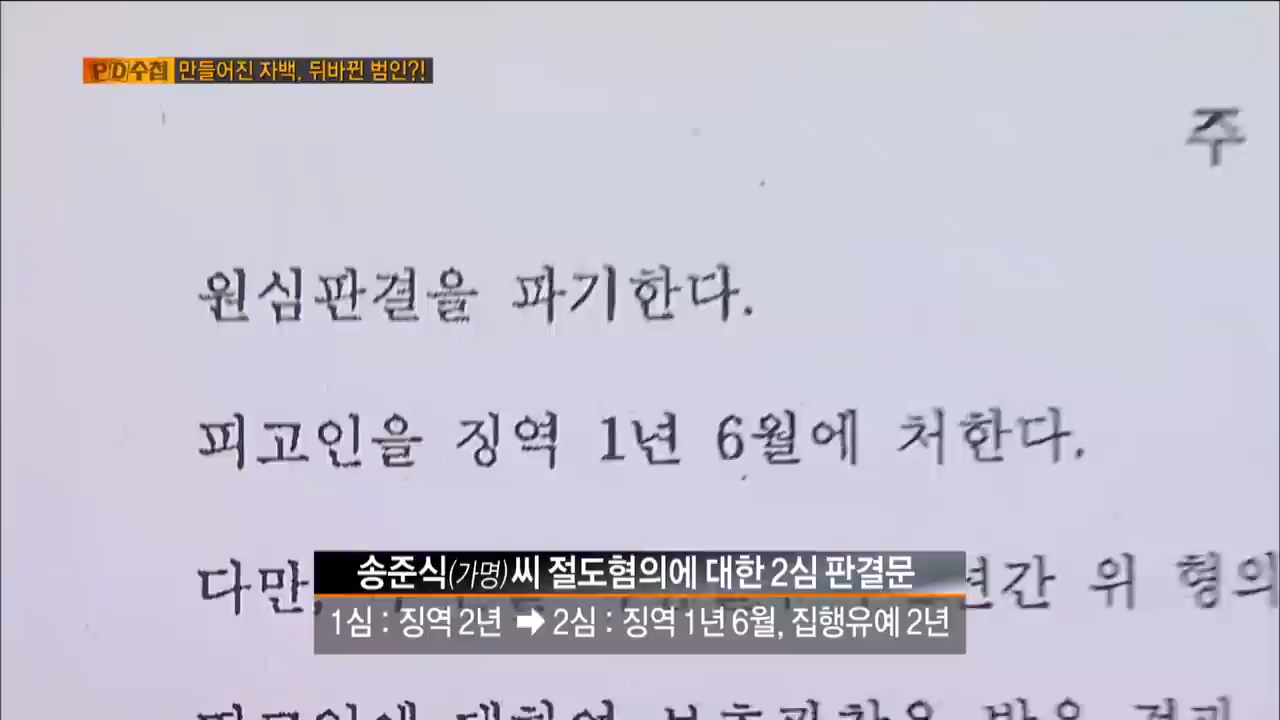 PD수첩 만들어진 자백, 뒤바뀐 범인?!
주
원심판결을 파기한다.
피고인을 징역 1년 6월에 처한다.
다만, 년간 위 형의
송준식(가명)씨 절도혐의에 대한 2심 판결문
1심 : 징역 2년 ➡ 2심 : 징역 1년 6월, 집행유예 2년